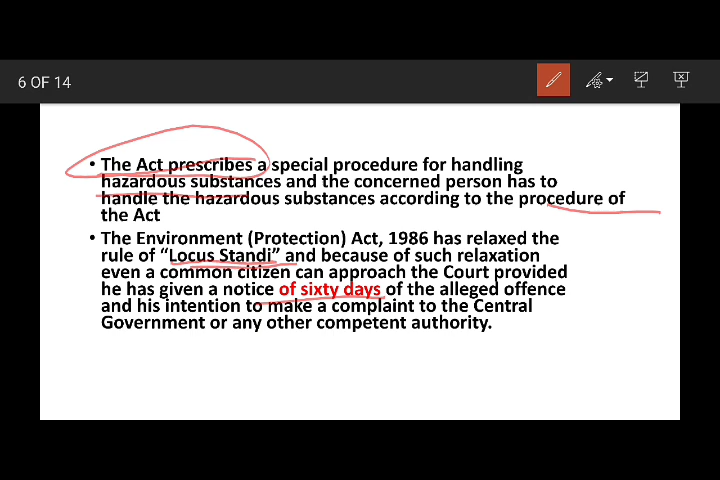 6 OF 14
• The Act prescribes a special procedure for handling
hazardous substances and the concerned person has to
handle the hazardous substances according to the procedure of
the Act
• The Environment (Protection) Act, 1986 has relaxed the
rule of “Locus Standi” and because of such relaxation
even a common citizen can approach the Court provided
he has given a notice of sixty days of the alleged offence
and his intention to make a complaint to the Central
Government or any other competent authority.